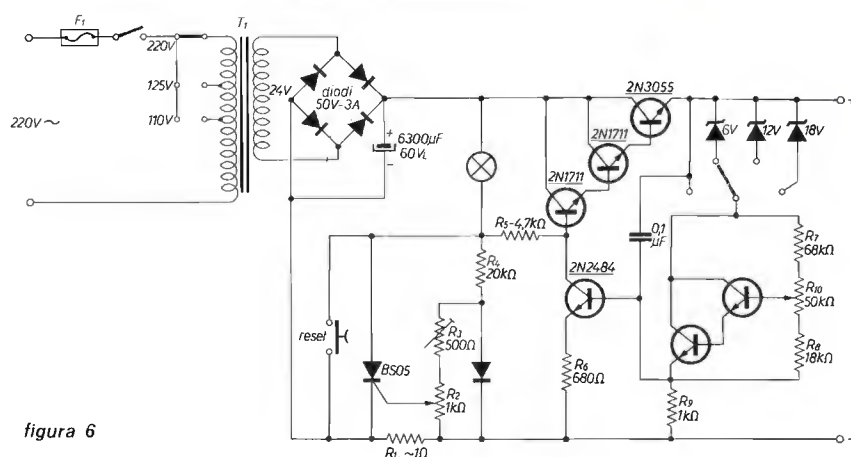 F1
T1
220V
125V
110V
220V ~
24V
diodi
50V-3A
+
6300µF
60VL
-
2N3055
2N1711
2N1711
6V
12V
18V
+
R5-4,7kΩ
2N2484
0,1
µF
R4
20kΩ
R3
500Ω
R2
1kΩ
R7
68kΩ
R10
50kΩ
R8
18kΩ
reset
BS05
R6
680Ω
R9
1kΩ
R1 ~1Ω
figura 6